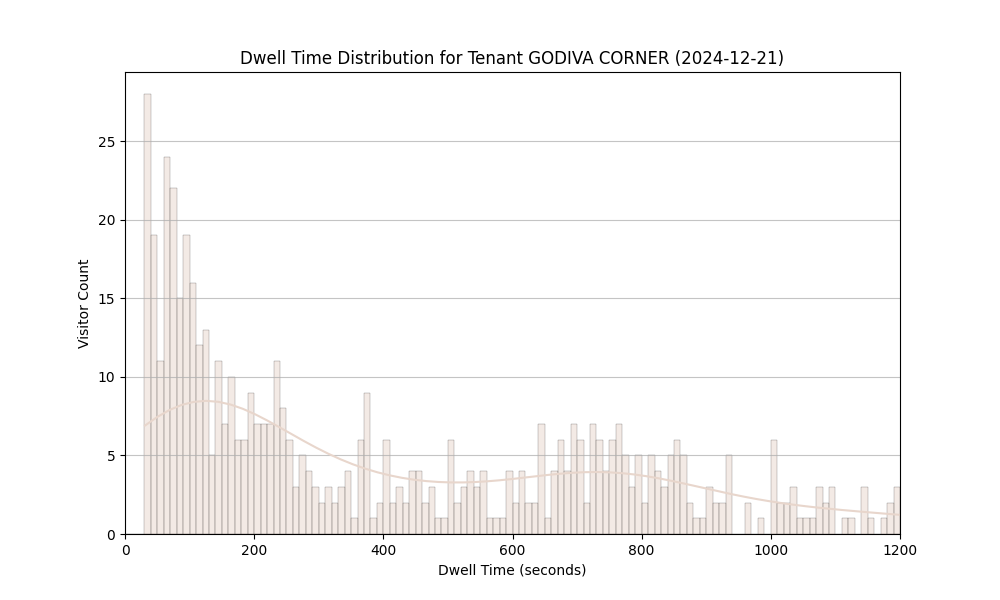 Dwell Time Distribution for Tenant GODIVA CORNER (2024-12-21)
25
20
15
10
5
0
Visitor Count
0 200 400 600 800 1000 1200
Dwell Time (seconds)